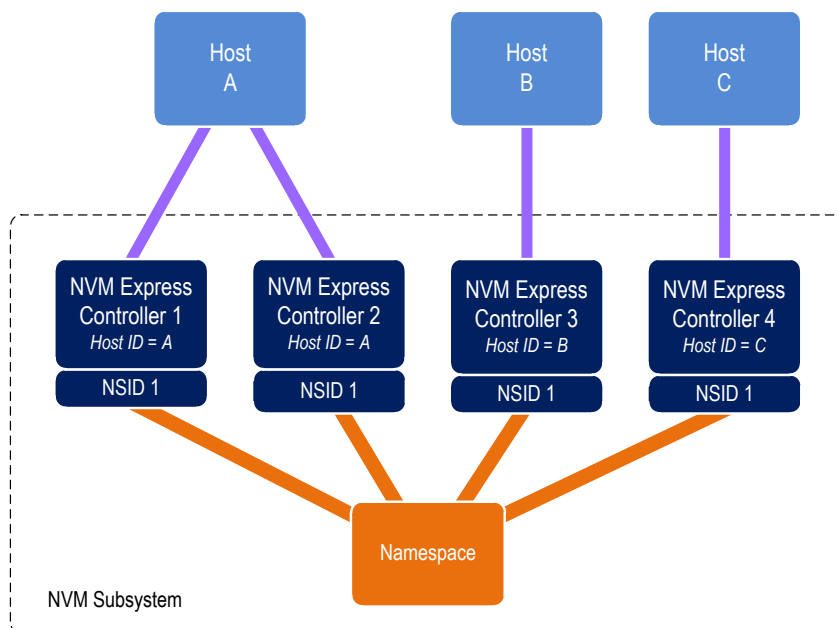 Host
A
Host
B
Host
C
NVM Express
Controller 1
Host ID = A
NVM Express
Controller 2
Host ID = A
NVM Express
Controller 3
Host ID = B
NVM Express
Controller 4
Host ID = C
NSID 1
NSID 1
NSID 1
NSID 1
Namespace
NVM Subsystem